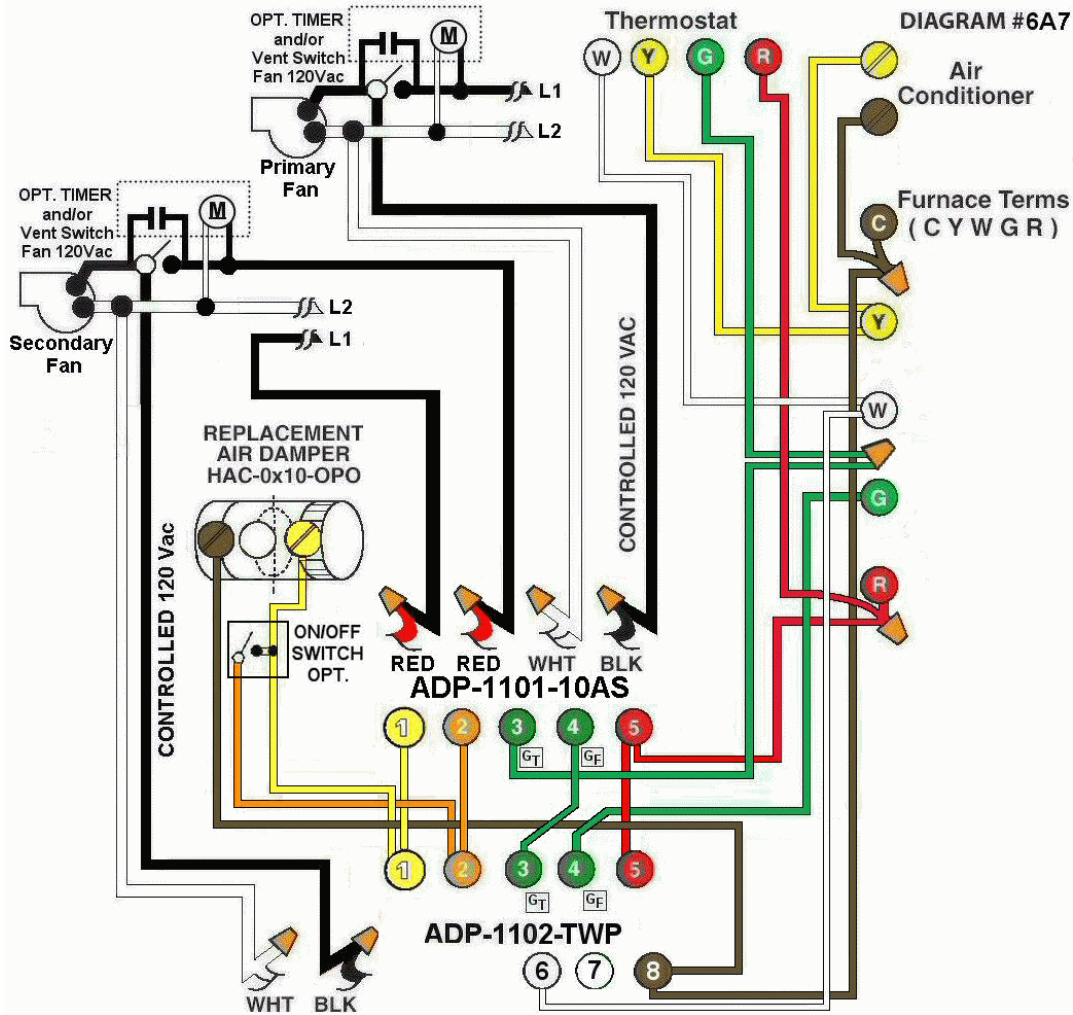 OPT. TIMER
and/or
Vent Switch
Fan 120Vac
M
L1
L2
Primary
Fan
Thermostat
W
Y
G
R
DIAGRAM #6A7
Air
Conditioner
Furnace Terms
( C Y W G R )
C
Y
W
G
R
OPT. TIMER
and/or
Vent Switch
Fan 120Vac
M
L2
L1
Secondary
Fan
REPLACEMENT
AIR DAMPER
HAC-0x10-OPO
CONTROLLED 120 VAC
CONTROLLED 120 Vac
ON/OFF
SWITCH
OPT.
RED
RED
WHT
BLK
ADP-1101-10AS
1
2
3
4
5
GT
GF
1
2
3
4
5
GT
GF
ADP-1102-TWP
6
7
8
WHT
BLK